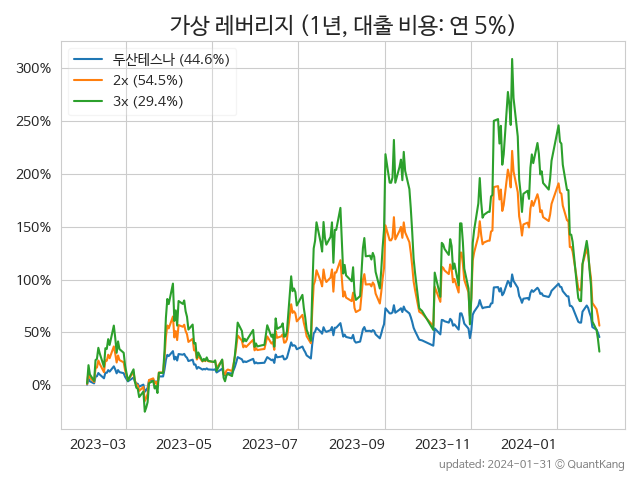 가상 레버리지 (1년, 대출 비용: 연 5%)
두산테스나 (44.6%)
2x (54.5%)
3x (29.4%)
300%
250%
200%
150%
100%
50%
0%
2023-03 2023-05 2023-07 2023-09 2023-11 2024-01
updated: 2024-01-31 © QuantKang